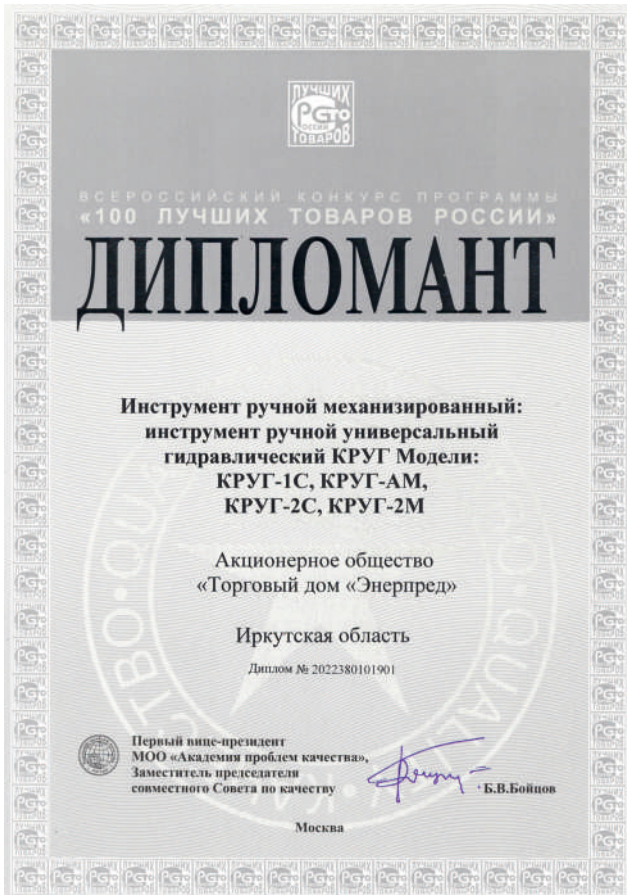 ЛУЧШИХ
РСто
РОССИИ
ТОВАРОВ
ВСЕРОССИЙСКИЙ КОНКУРС ПРОГРАММЫ
«100 ЛУЧШИХ ТОВАРОВ РОССИИ»
ДИПЛОМАНТ
Инструмент ручной механизированный:
инструмент ручной универсальный
гидравлический КРУГ Модели:
КРУГ-1С, КРУГ-АМ,
КРУГ-2С, КРУГ-2М
Акционерное общество
«Торговый дом «Энерпред»
Иркутская область
Диплом № 2022380101901
Первый вице-президент
МОО «Академия проблем качества»,
Заместитель председателя
совместного Совета по качеству
Б.В.Бойцов
Москва